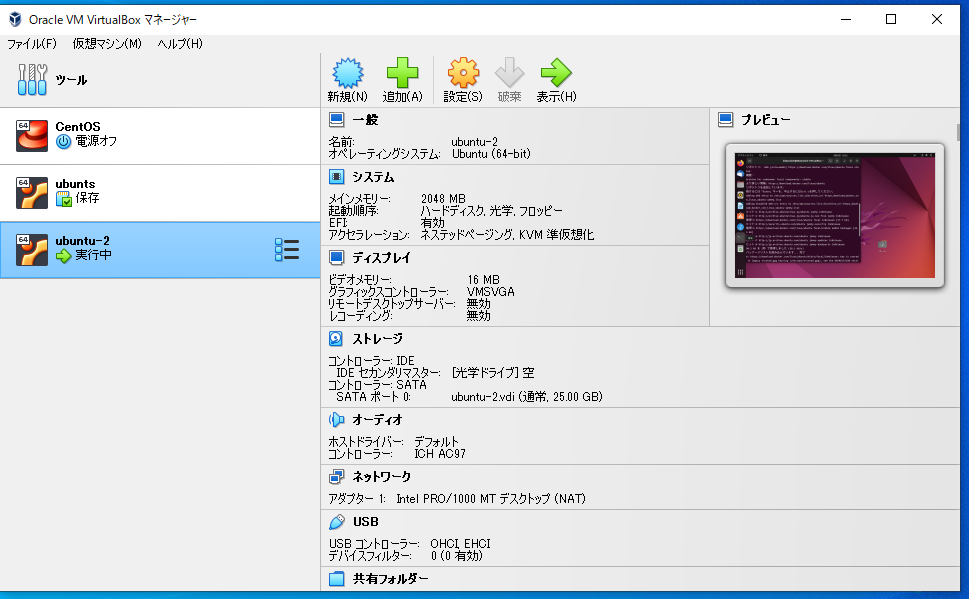 Oracle VM VirtualBox マネージャー
ファイル(F) 仮想マシン(M) ヘルプ(H)
ツール
64
CentOS
電源オフ
64
ubunts
保存
64
ubuntu-2
実行中
新規(N) 追加(A) 設定(S) 破棄 表示(H)
一般
名前: ubuntu-2
オペレーティングシステム: Ubuntu (64-bit)
システム
メインメモリー: 2048 MB
起動順序: ハードディスク, 光学, フロッピー
EFI: 有効
アクセラレーション: ネステッドページング, KVM 準仮想化
ディスプレイ
ビデオメモリー: 16 MB
グラフィックスコントローラー: VMSVGA
リモートデスクトップサーバー: 無効
レコーディング: 無効
プレビュー
ストレージ
コントローラー: IDE
IDE セカンダリマスター: [光学ドライブ] 空
コントローラー: SATA
SATA ポート 0: ubuntu-2.vdi (通常, 25.00 GB)
オーディオ
ホストドライバー: デフォルト
コントローラー: ICH AC97
ネットワーク
アダプター 1: Intel PRO/1000 MT デスクトップ (NAT)
USB
USB コントローラー: OHCI, EHCI
デバイスフィルター: 0 (0 有効)
共有フォルダー